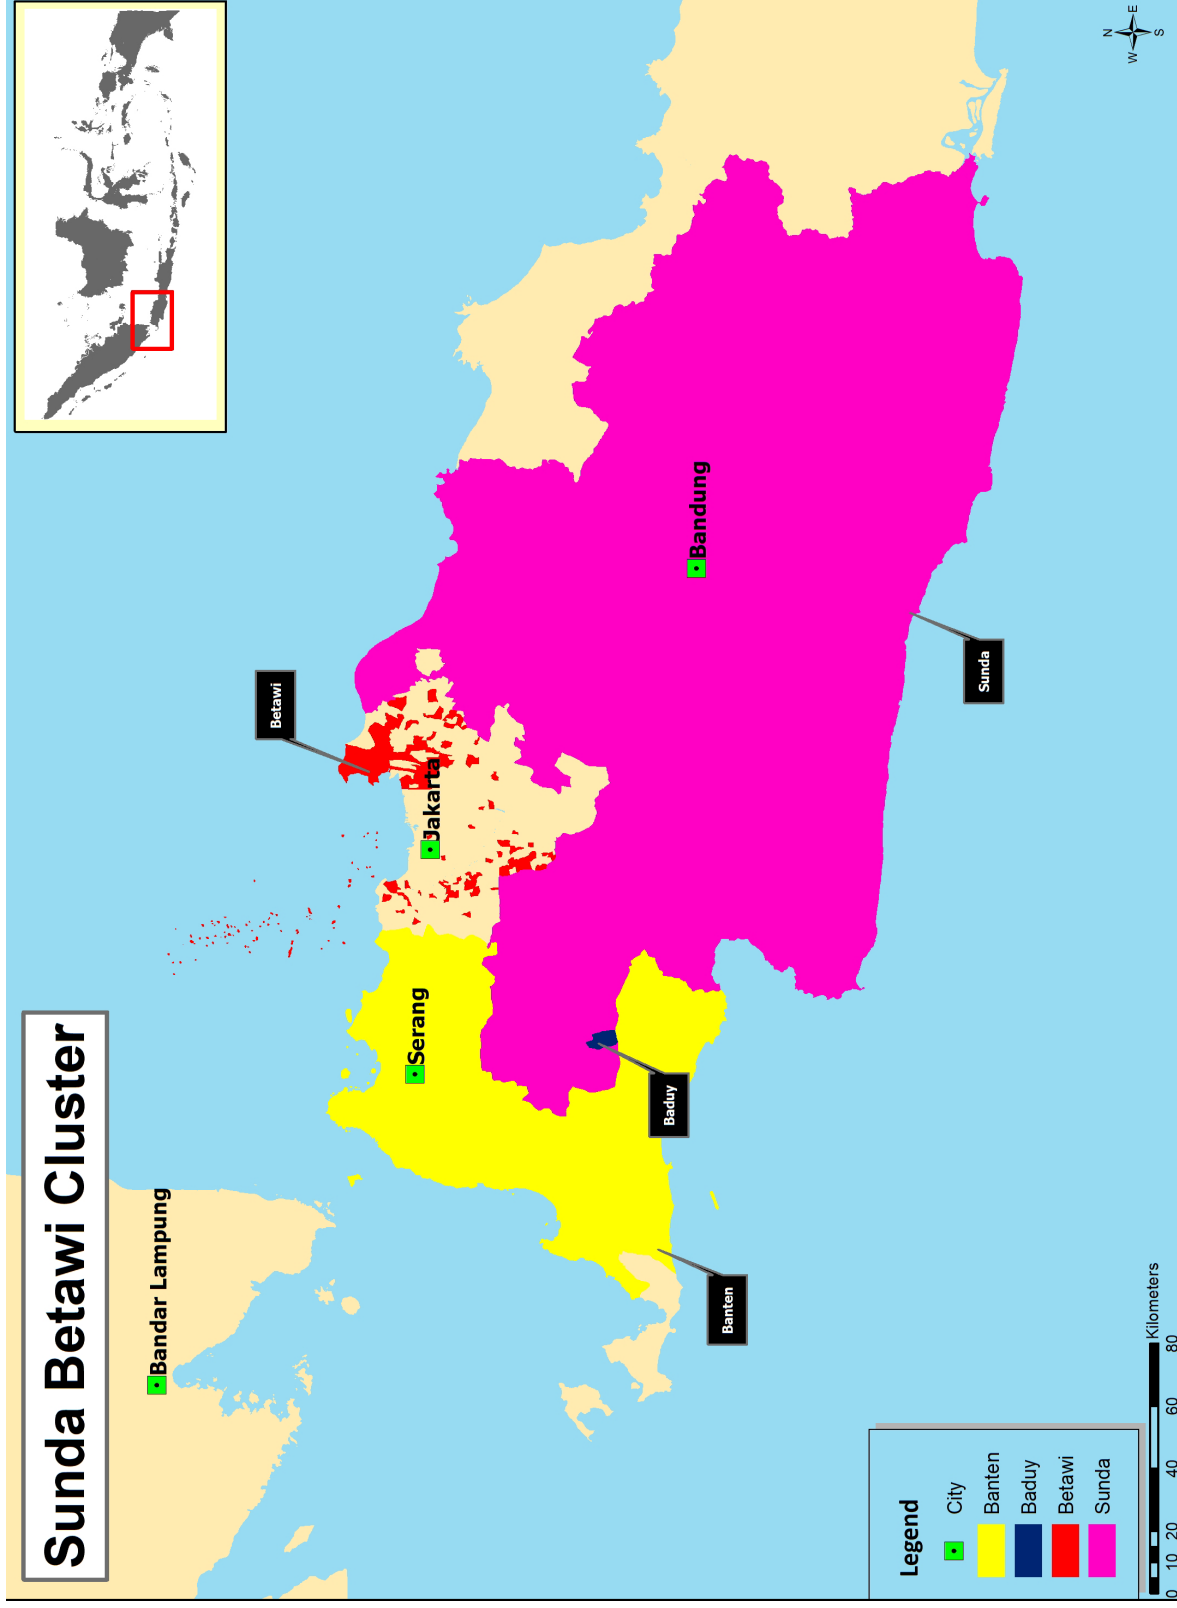 Sunda Betawi Cluster
N
W
E
S
Bandar Lampung
Serang
Jakarta
Bandung
Betawi
Sunda
Baduy
Banten
Legend
City
Banten
Baduy
Betawi
Sunda
0 10 20 40 60 80
Kilometers